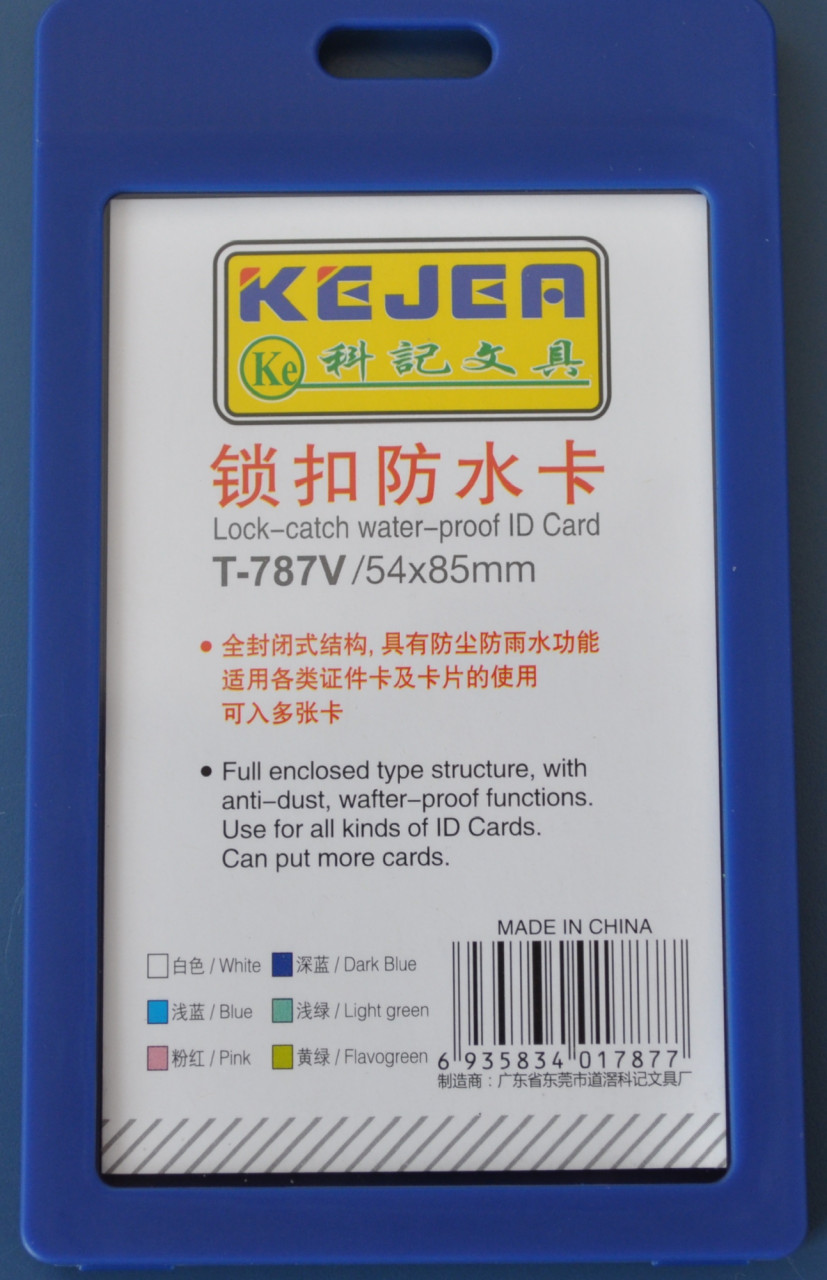 KEJEA
Ke 科記文具
锁扣防水卡
Lock-catch water-proof ID Card
T-787V/54x85mm
• 全封闭式结构, 具有防尘防雨水功能
适用各类证件卡及卡片的使用
可入多张卡
• Full enclosed type structure, with
anti-dust, wafter-proof functions.
Use for all kinds of ID Cards.
Can put more cards.
MADE IN CHINA
白色 / White 深蓝 / Dark Blue
浅蓝 / Blue 浅绿 / Light green
粉红 / Pink 黄绿 / Flavogreen
6 935834 017877
制造商：广东省东莞市道滘科记文具厂